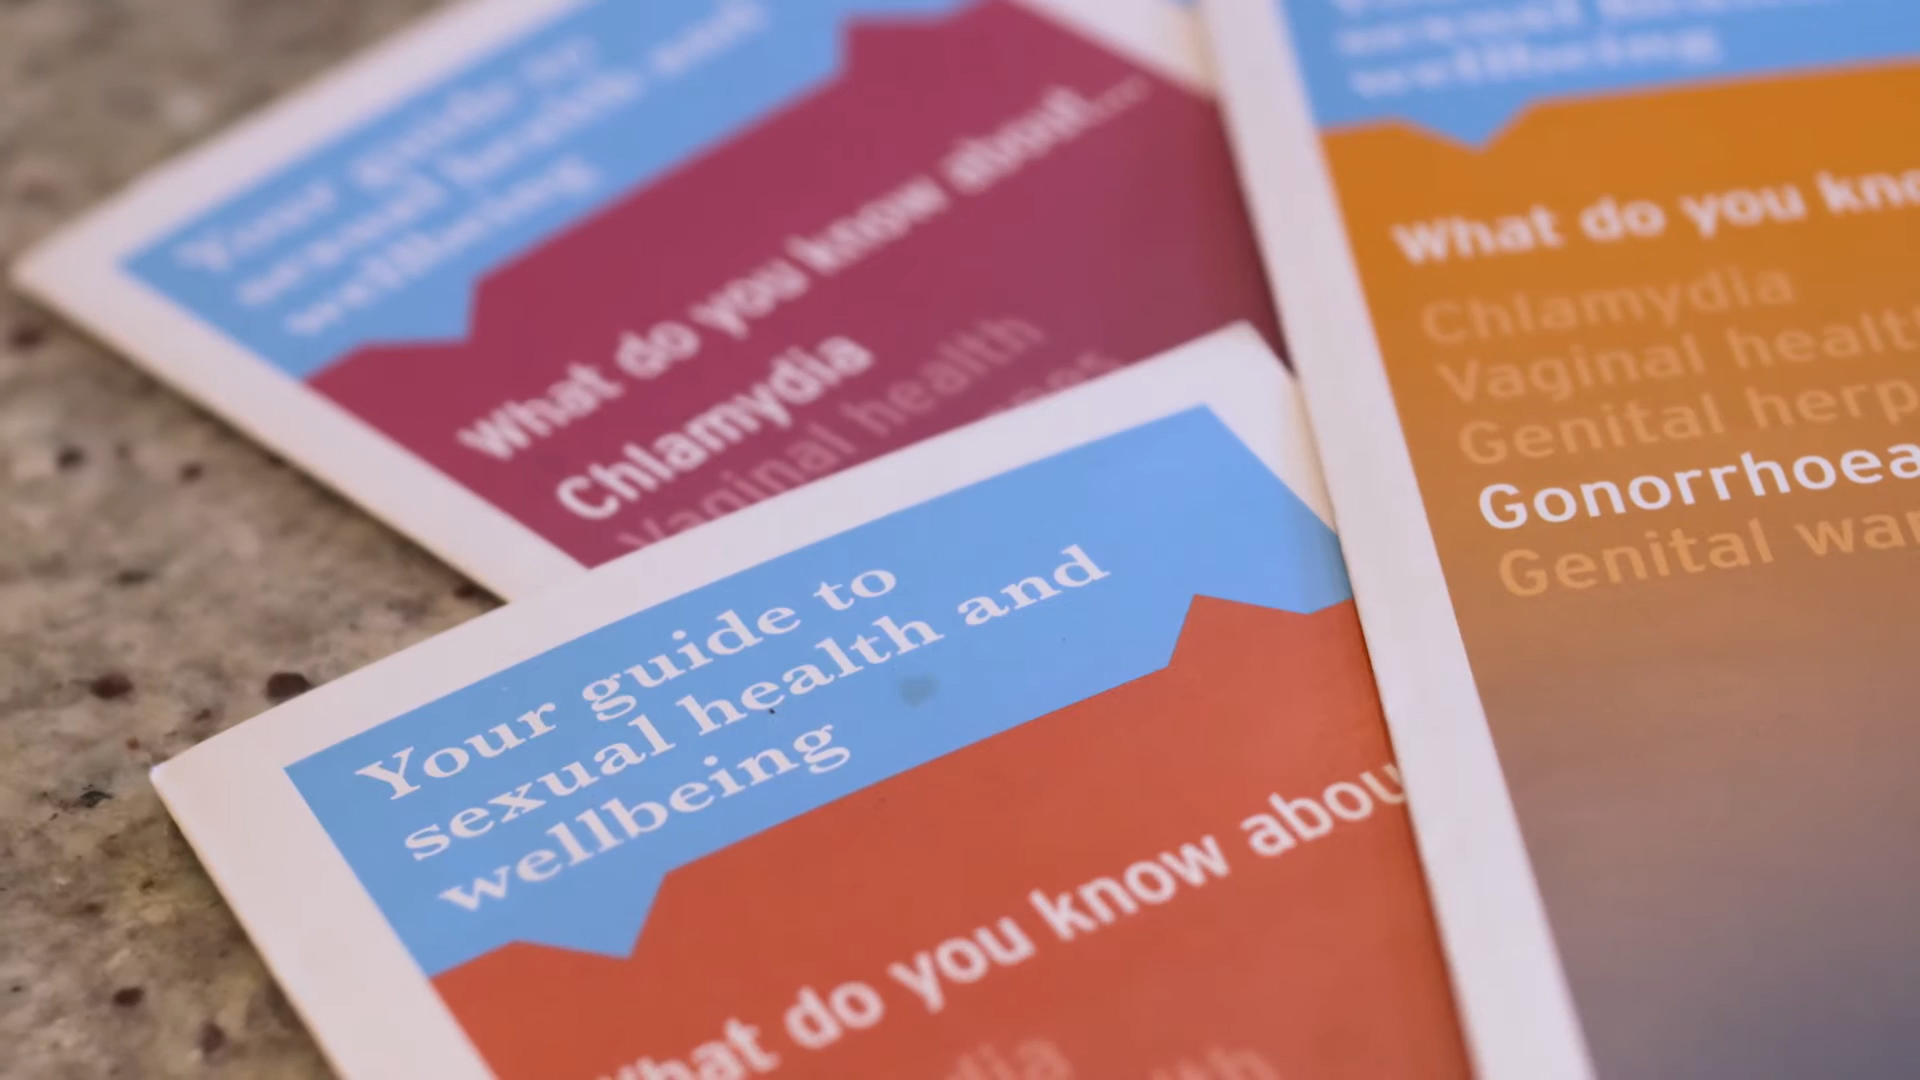 Your guide to
sexual health and
wellbeing
What do you know about...
Chlamydia
Vaginal health
Your guide to
sexual health and
wellbeing
What do you know abou
wellbeing
What do you kno
Chlamydia
Vaginal healt
Genital herp
Gonorrhoea
Genital war